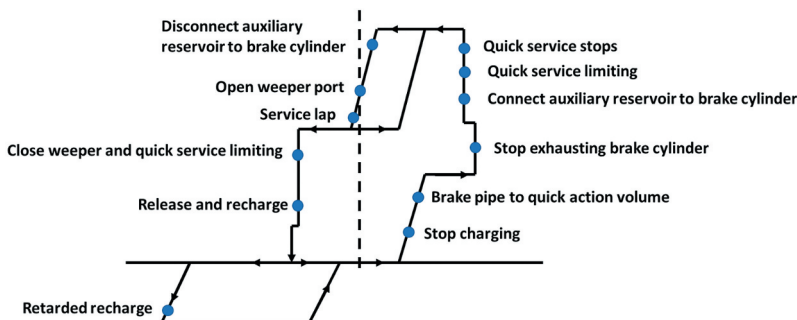 Disconnect auxiliary
reservoir to brake cylinder
Open weeper port
Service lap
Close weeper and quick service limiting
Release and recharge
Retarded recharge
Quick service stops
Quick service limiting
Connect auxiliary reservoir to brake cylinder
Stop exhausting brake cylinder
Brake pipe to quick action volume
Stop charging